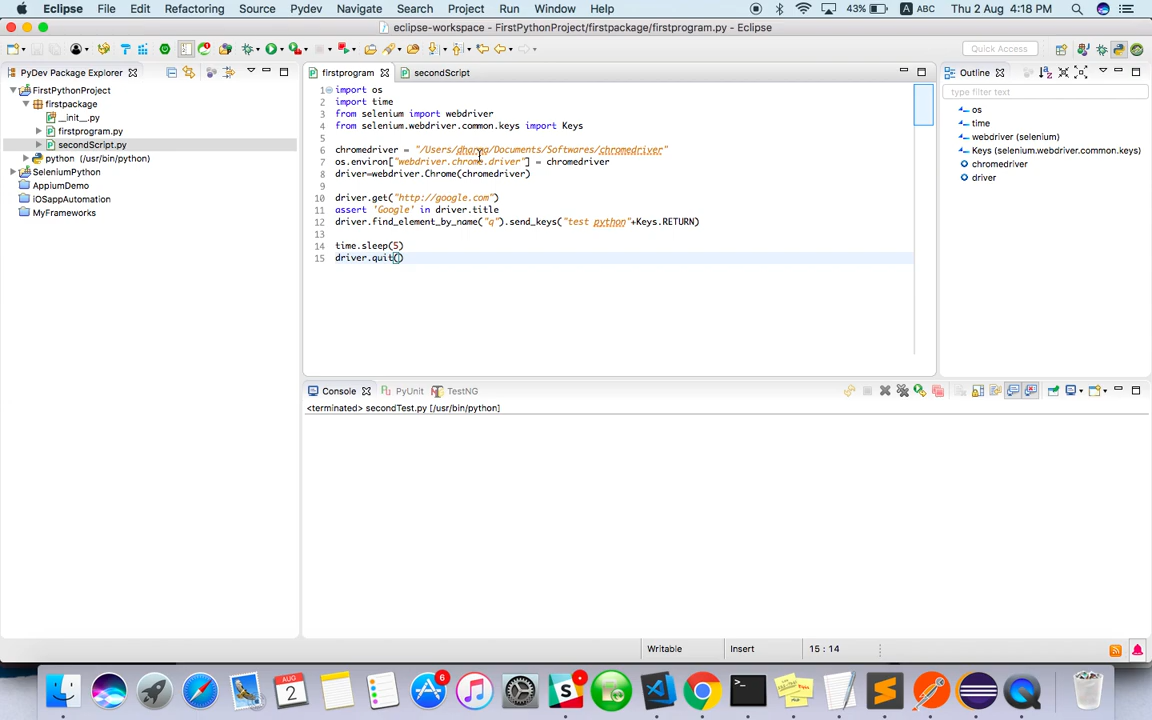 Eclipse File Edit Refactoring Source Pydev Navigate Search Project Run Window Help 43% ABC Thu 2 Aug 4:18 PM
eclipse-workspace - FirstPythonProject/firstpackage/firstprogram.py - Eclipse
Quick Access
PyDev Package Explorer
FirstPythonProject
firstpackage
__init__.py
firstprogram.py
secondScript.py
python (/usr/bin/python)
SeleniumPython
AppiumDemo
iOSappAutomation
MyFrameworks
firstprogram secondScript
1 import os
2 import time
3 from selenium import webdriver
4 from selenium.webdriver.common.keys import Keys
5
6 chromedriver = "/Users/dharma/Documents/Softwares/chromedriver"
7 os.environ["webdriver.chrome.driver"] = chromedriver
8 driver=webdriver.Chrome(chromedriver)
9
10 driver.get("http://google.com")
11 assert 'Google' in driver.title
12 driver.find_element_by_name("q").send_keys("test python"+Keys.RETURN)
13
14 time.sleep(5)
15 driver.quit()
Outline
type filter text
os
time
webdriver (selenium)
Keys (selenium.webdriver.common.keys)
chromedriver
driver
Console PyUnit TestNG
<terminated> secondTest.py [/usr/bin/python]
Writable Insert 15 : 14
AUG
2
6